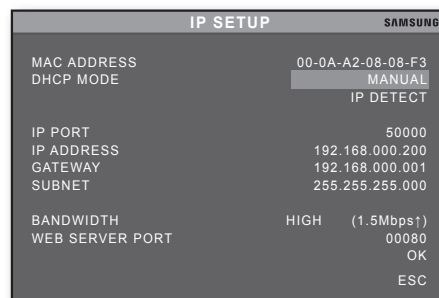 IP SETUP SAMSUNG
MAC ADDRESS 00-0A-A2-08-08-F3
DHCP MODE MANUAL
IP DETECT
IP PORT 50000
IP ADDRESS 192.168.000.200
GATEWAY 192.168.000.001
SUBNET 255.255.255.000
BANDWIDTH HIGH (1.5Mbps↑)
WEB SERVER PORT 00080
OK
ESC